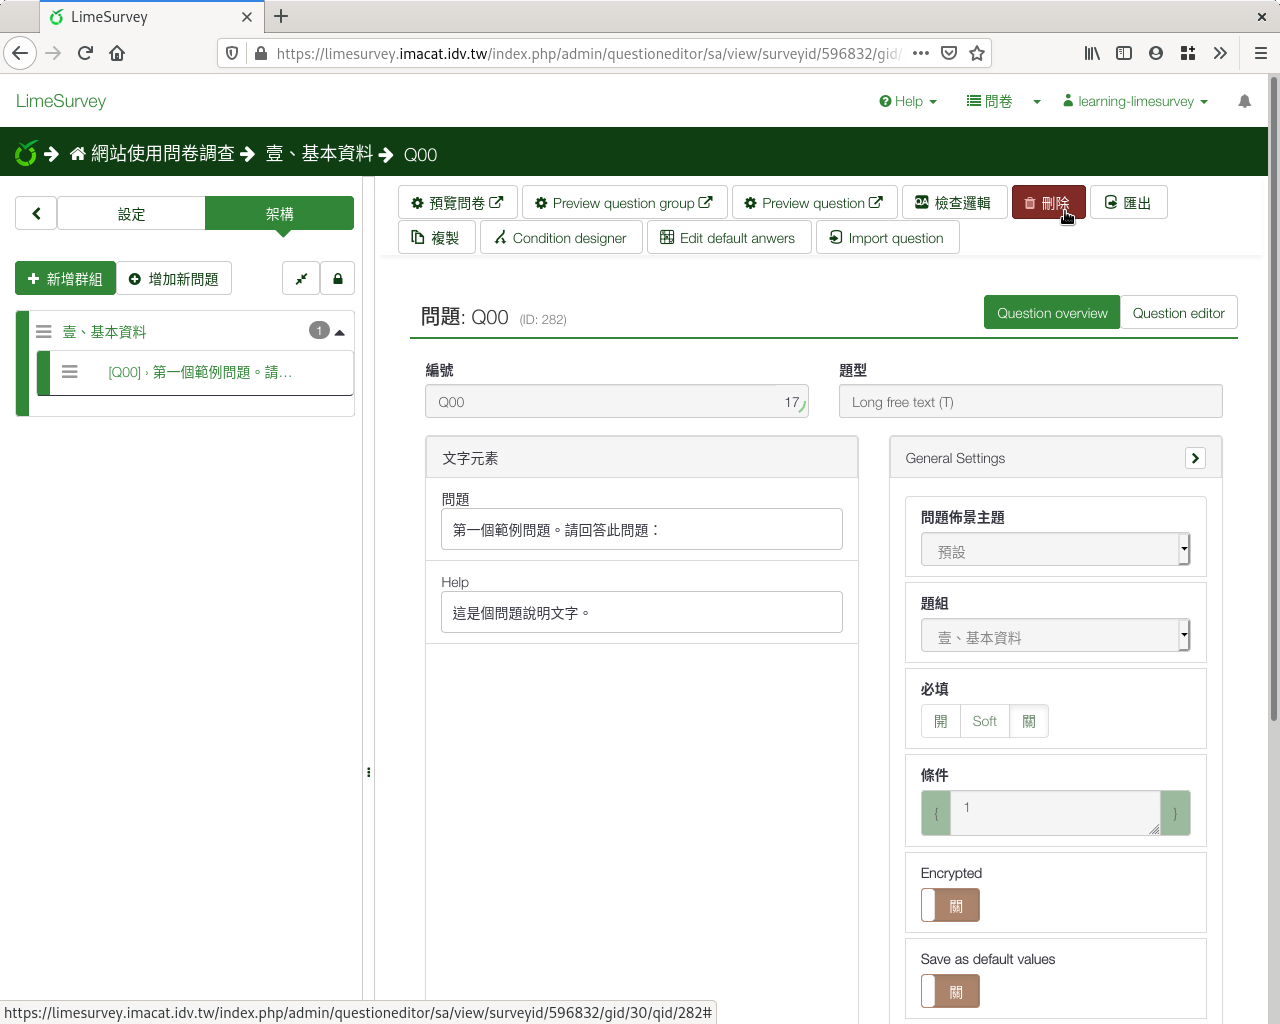 LimeSurvey
https://limesurvey.imacat.idv.tw/index.php/admin/questioneditor/sa/view/surveyid/596832/gid/
LimeSurvey
Help
問卷
learning-limesurvey
網站使用問卷調查
壹、基本資料
Q00
設定
架構
新增群組
增加新問題
壹、基本資料
1
[Q00] › 第一個範例問題。請…
預覽問卷
Preview question group
Preview question
檢查邏輯
刪除
匯出
複製
Condition designer
Edit default anwers
Import question
問題: Q00 (ID: 282)
Question overview
Question editor
編號
Q00
17
題型
Long free text (T)
文字元素
問題
第一個範例問題。請回答此問題：
Help
這是個問題說明文字。
General Settings
問題佈景主題
預設
題組
壹、基本資料
必填
開
Soft
關
條件
{
1
}
Encrypted
關
Save as default values
關
https://limesurvey.imacat.idv.tw/index.php/admin/questioneditor/sa/view/surveyid/596832/gid/30/qid/282#